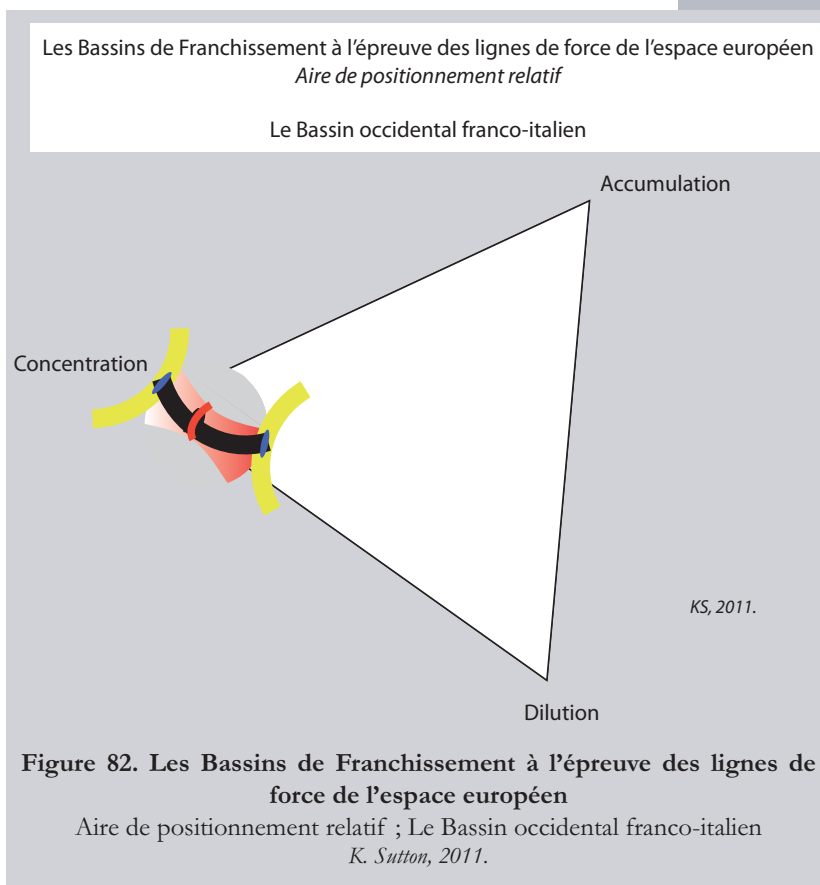 Les Bassins de Franchissement à l'épreuve des lignes de force de l'espace européen
Aire de positionnement relatif
Le Bassin occidental franco-italien
Accumulation
Concentration
KS, 2011.
Dilution
Figure 82. Les Bassins de Franchissement à l'épreuve des lignes de
force de l'espace européen
Aire de positionnement relatif ; Le Bassin occidental franco-italien
K. Sutton, 2011.